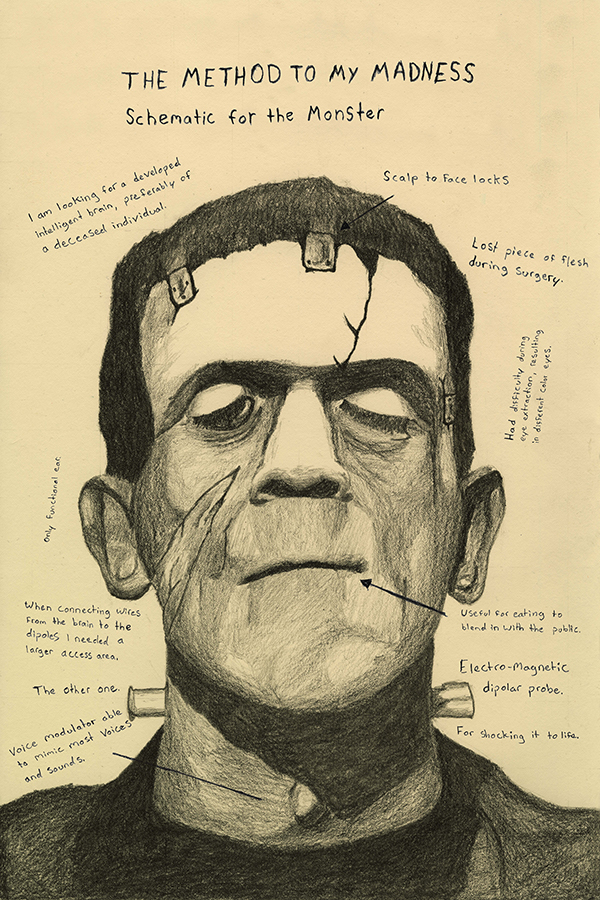 THE METHOD TO MY MADNESS
Schematic for the Monster
I am looking for a developed
intelligent brain, preferably of
a deceased individual.
Scalp to Face locks
Lost piece of flesh
during Surgery.
Had difficulty during
eye extraction, resulting
in different color eyes.
Only functional ear.
When connecting wires
from the brain to the
dipoles I needed a
larger access area.
Useful for eating to
blend in with the public.
The other one.
Electro-Magnetic
dipolar probe.
Voice modulator able
to mimic most Voices
and sounds.
For shocking it to life.